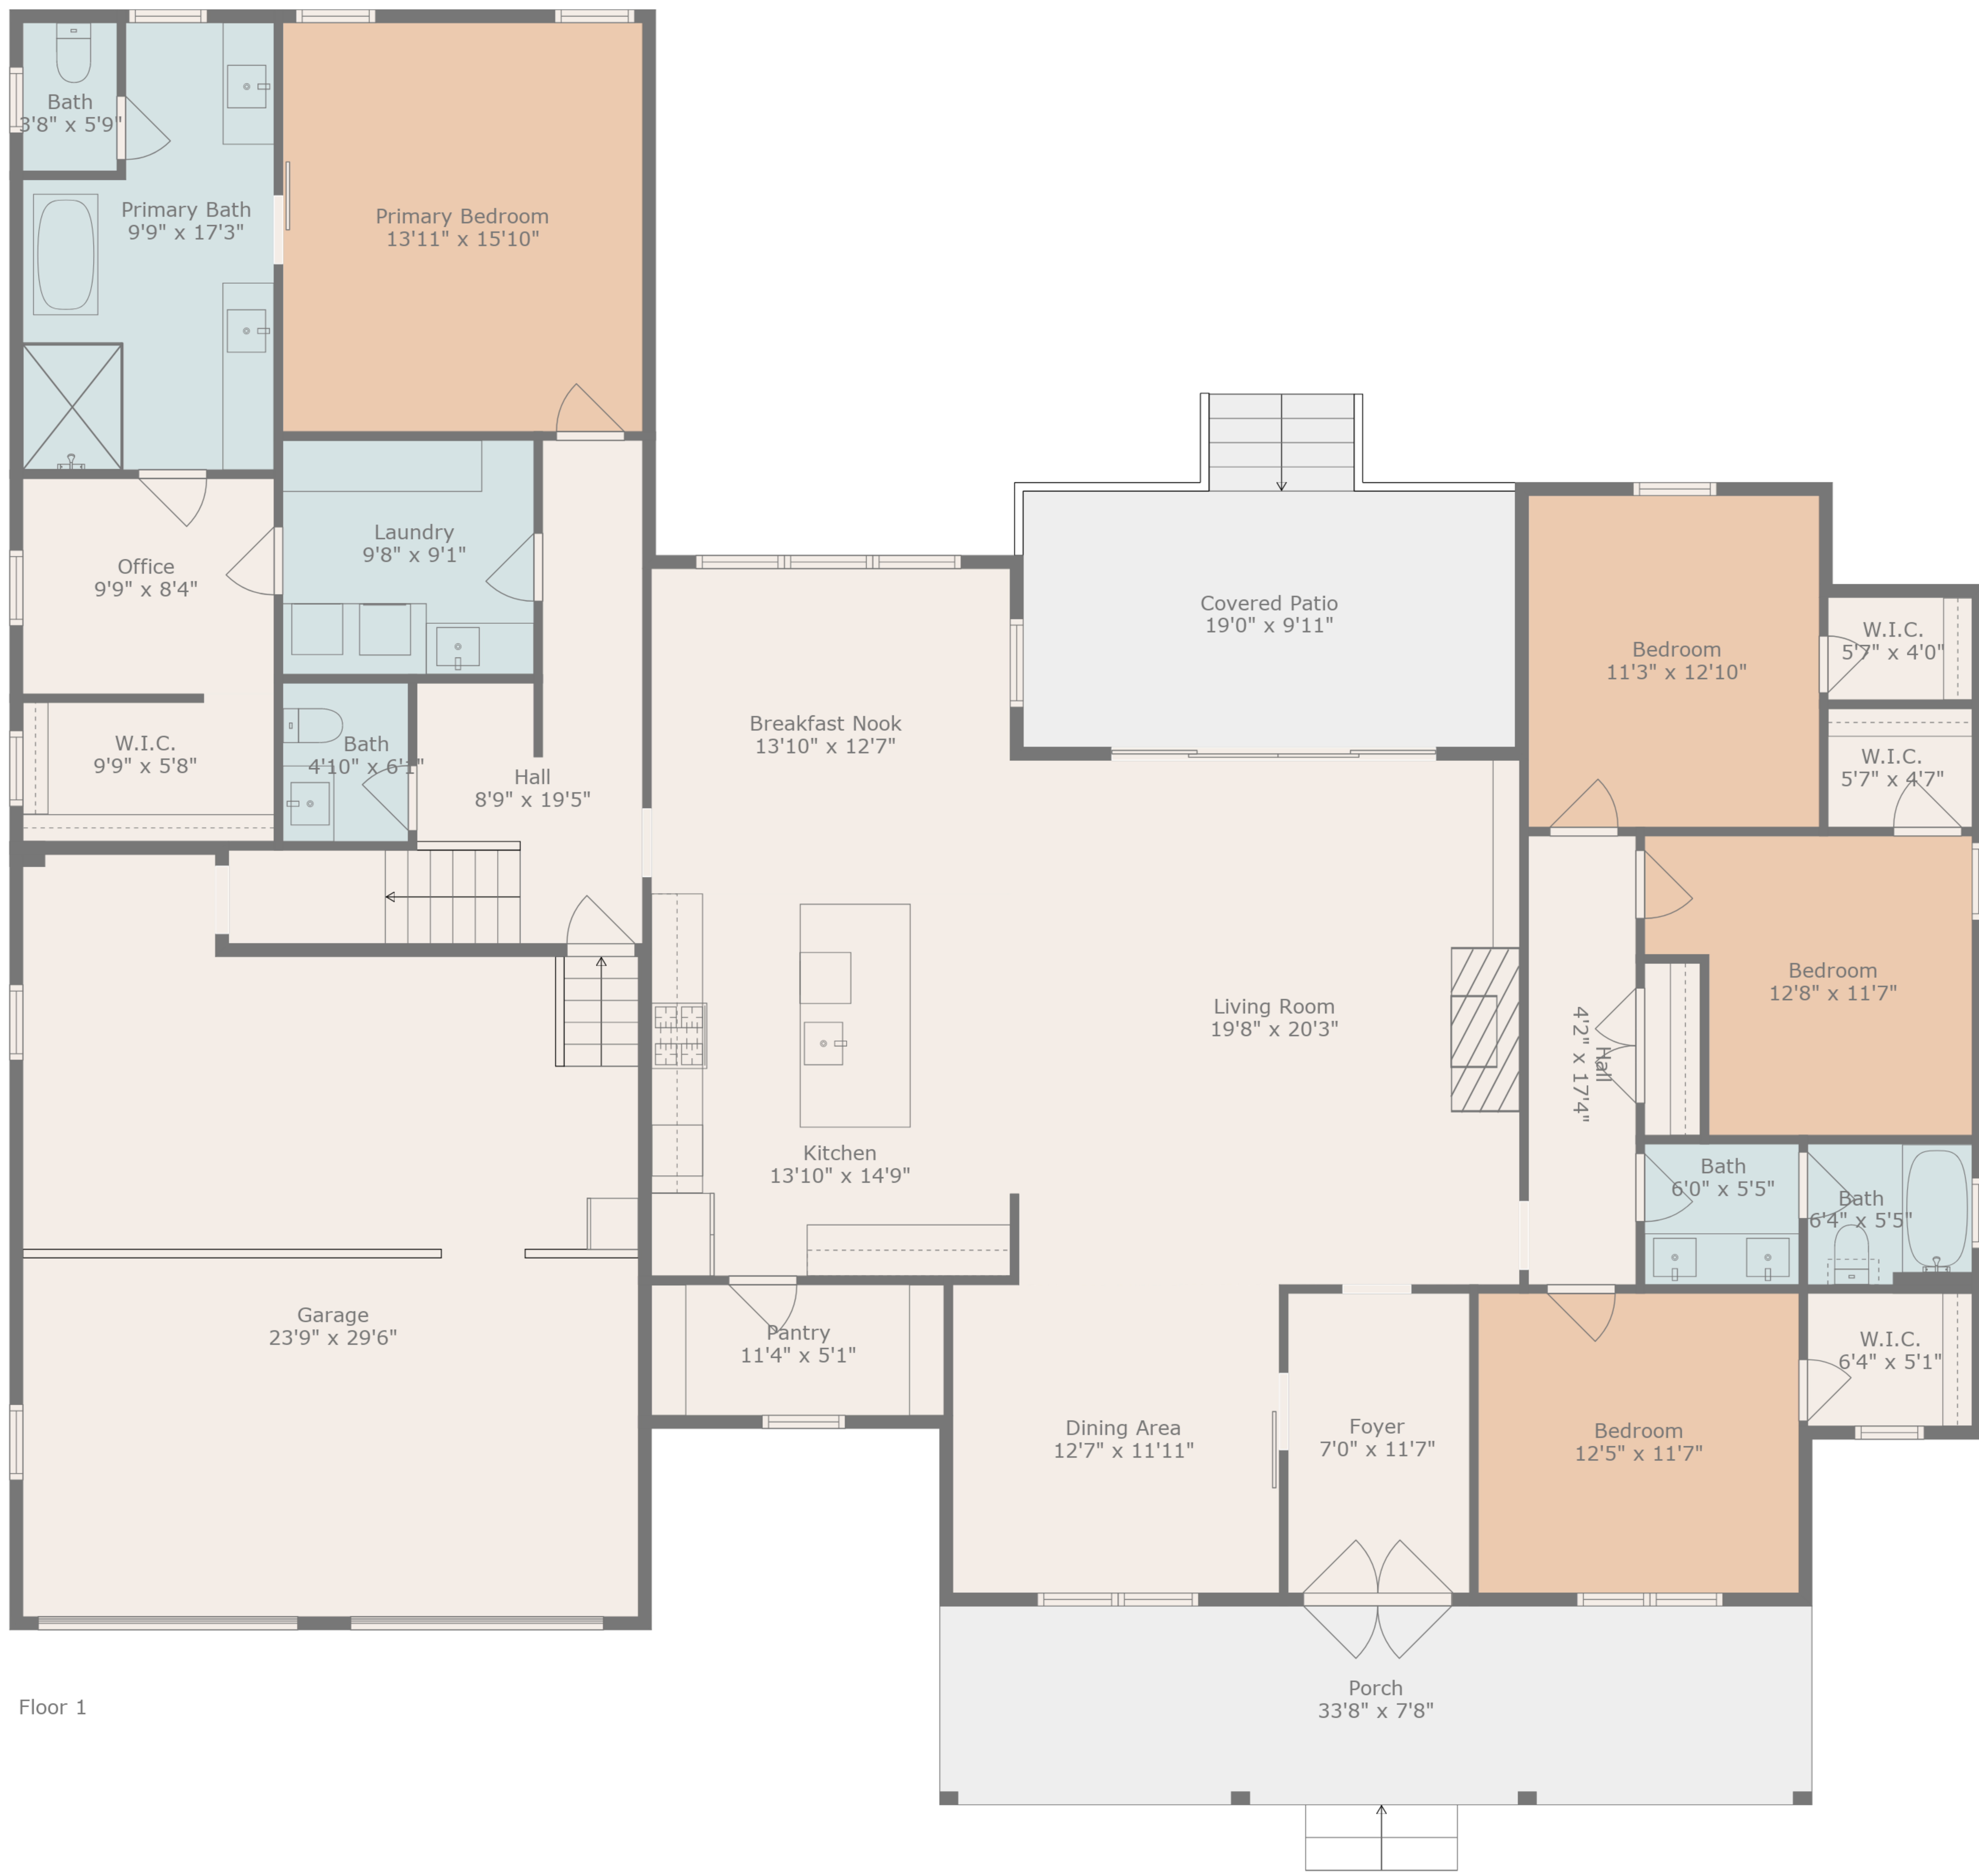 Bath
3'8" x 5'9"
Primary Bath
9'9" x 17'3"
Primary Bedroom
13'11" x 15'10"
Laundry
9'8" x 9'1"
Office
9'9" x 8'4"
W.I.C.
9'9" x 5'8"
Bath
4'10" x 6'1"
Hall
8'9" x 19'5"
Breakfast Nook
13'10" x 12'7"
Covered Patio
19'0" x 9'11"
Bedroom
11'3" x 12'10"
W.I.C.
5'7" x 4'0"
W.I.C.
5'7" x 4'7"
Bedroom
12'8" x 11'7"
Living Room
19'8" x 20'3"
Hall
4'2" x 17'4"
Kitchen
13'10" x 14'9"
Bath
6'0" x 5'5"
Bath
6'4" x 5'5"
Garage
23'9" x 29'6"
Pantry
11'4" x 5'1"
Dining Area
12'7" x 11'11"
Foyer
7'0" x 11'7"
Bedroom
12'5" x 11'7"
W.I.C.
6'4" x 5'1"
Porch
33'8" x 7'8"
Floor 1